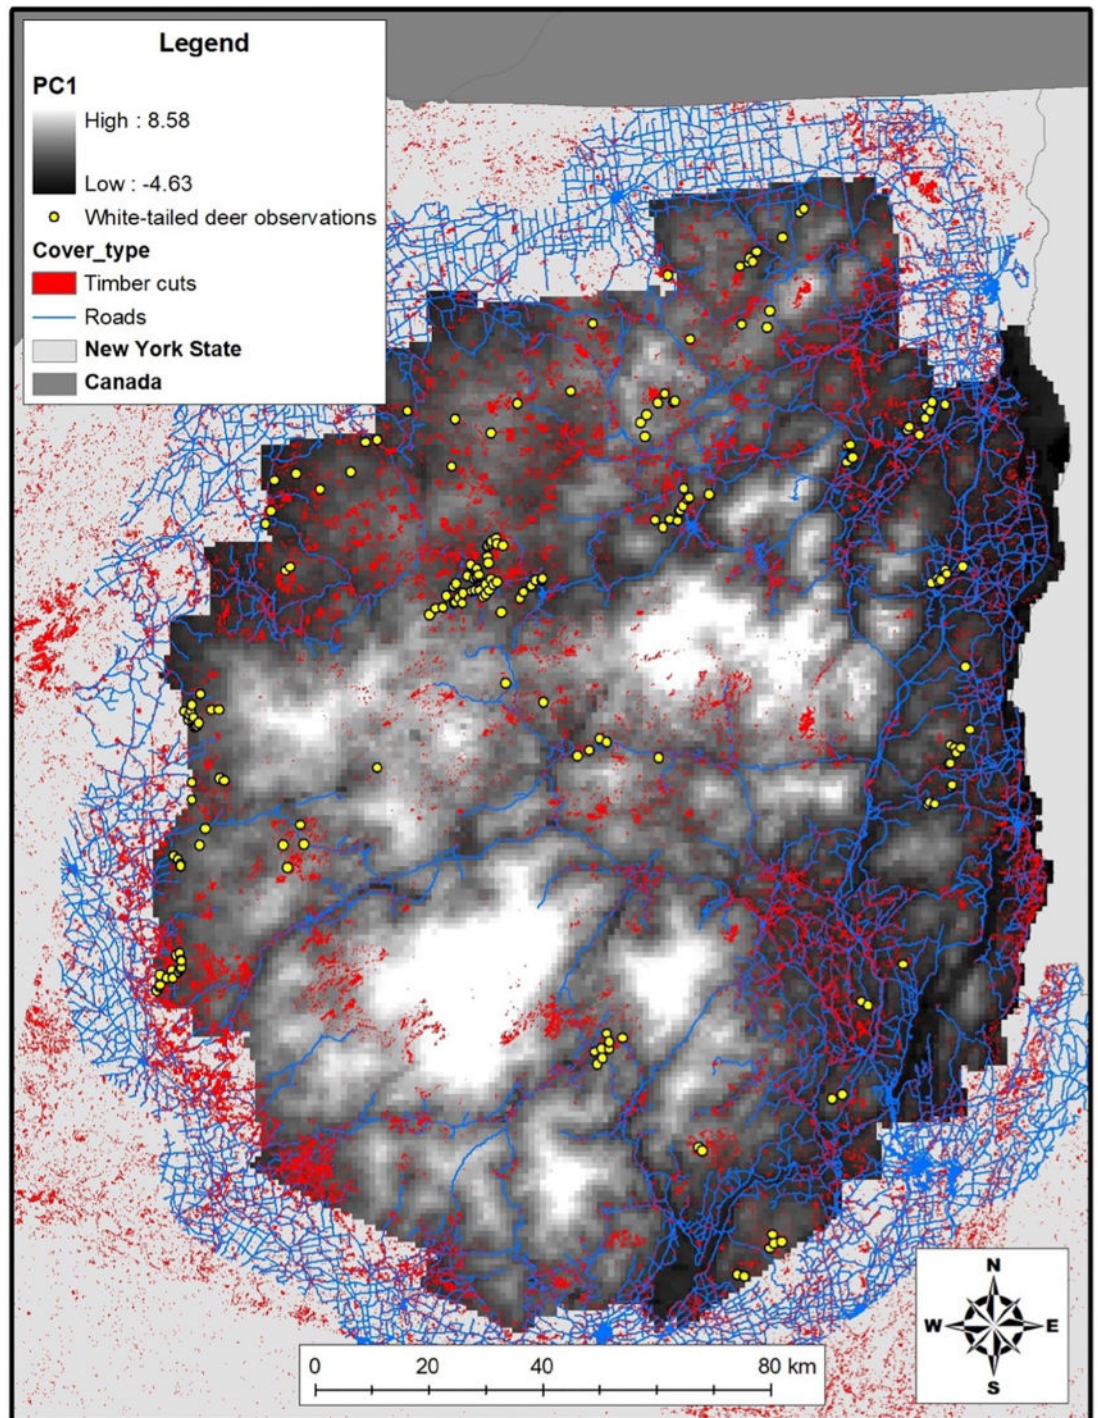 Legend
PC1
High : 8.58
Low : -4.63
White-tailed deer observations
Cover_type
Timber cuts
Roads
New York State
Canada
N
W E
S
0 20 40 80 km